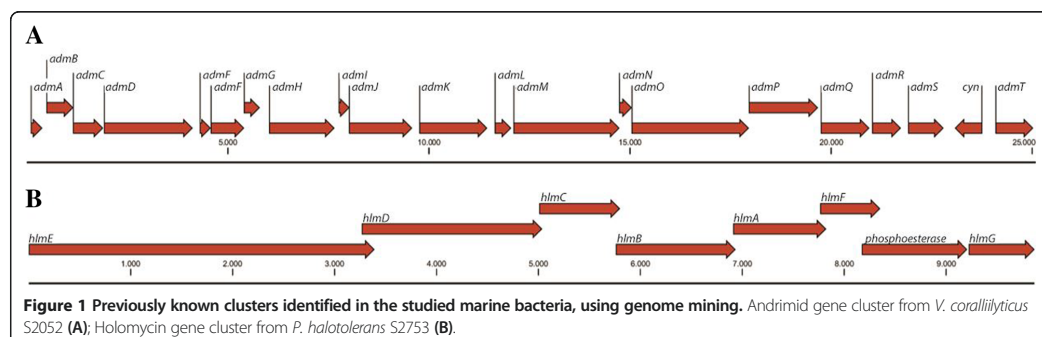 A
admB
admC
admA
admD
admE
admF
admG
admH
admI
admJ
admK
admL
admM
admN
admO
admP
admQ
admR
admS
cyn
admT
5.000
10.000
15.000
20.000
25.000
B
hlmE
hlmD
hlmC
hlmB
hlmA
hlmF
phosphoesterase
hlmG
1.000
2.000
3.000
4.000
5.000
6.000
7.000
8.000
9.000
Figure 1 Previously known clusters identified in the studied marine bacteria, using genome mining. Andrimid gene cluster from V. coralliilyticus
S2052 (A); Holomycin gene cluster from P. halotolerans S2753 (B).